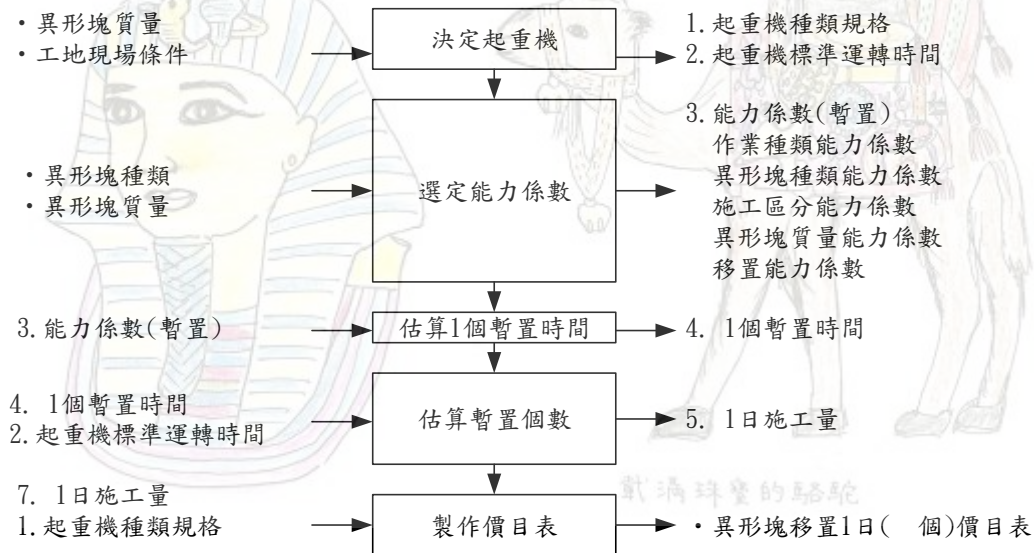 ・異形塊質量
・工地現場條件
決定起重機
1.起重機種類規格
2.起重機標準運轉時間
・異形塊種類
・異形塊質量
選定能力係數
3.能力係數(暫置)
作業種類能力係數
異形塊種類能力係數
施工區分能力係數
異形塊質量能力係數
移置能力係數
3.能力係數(暫置)
估算1個暫置時間
4. 1個暫置時間
4. 1個暫置時間
2.起重機標準運轉時間
估算暫置個數
5. 1日施工量
戴滿珠寶的駱駝
7. 1日施工量
1.起重機種類規格
製作價目表
・異形塊移置1日(　個)價目表